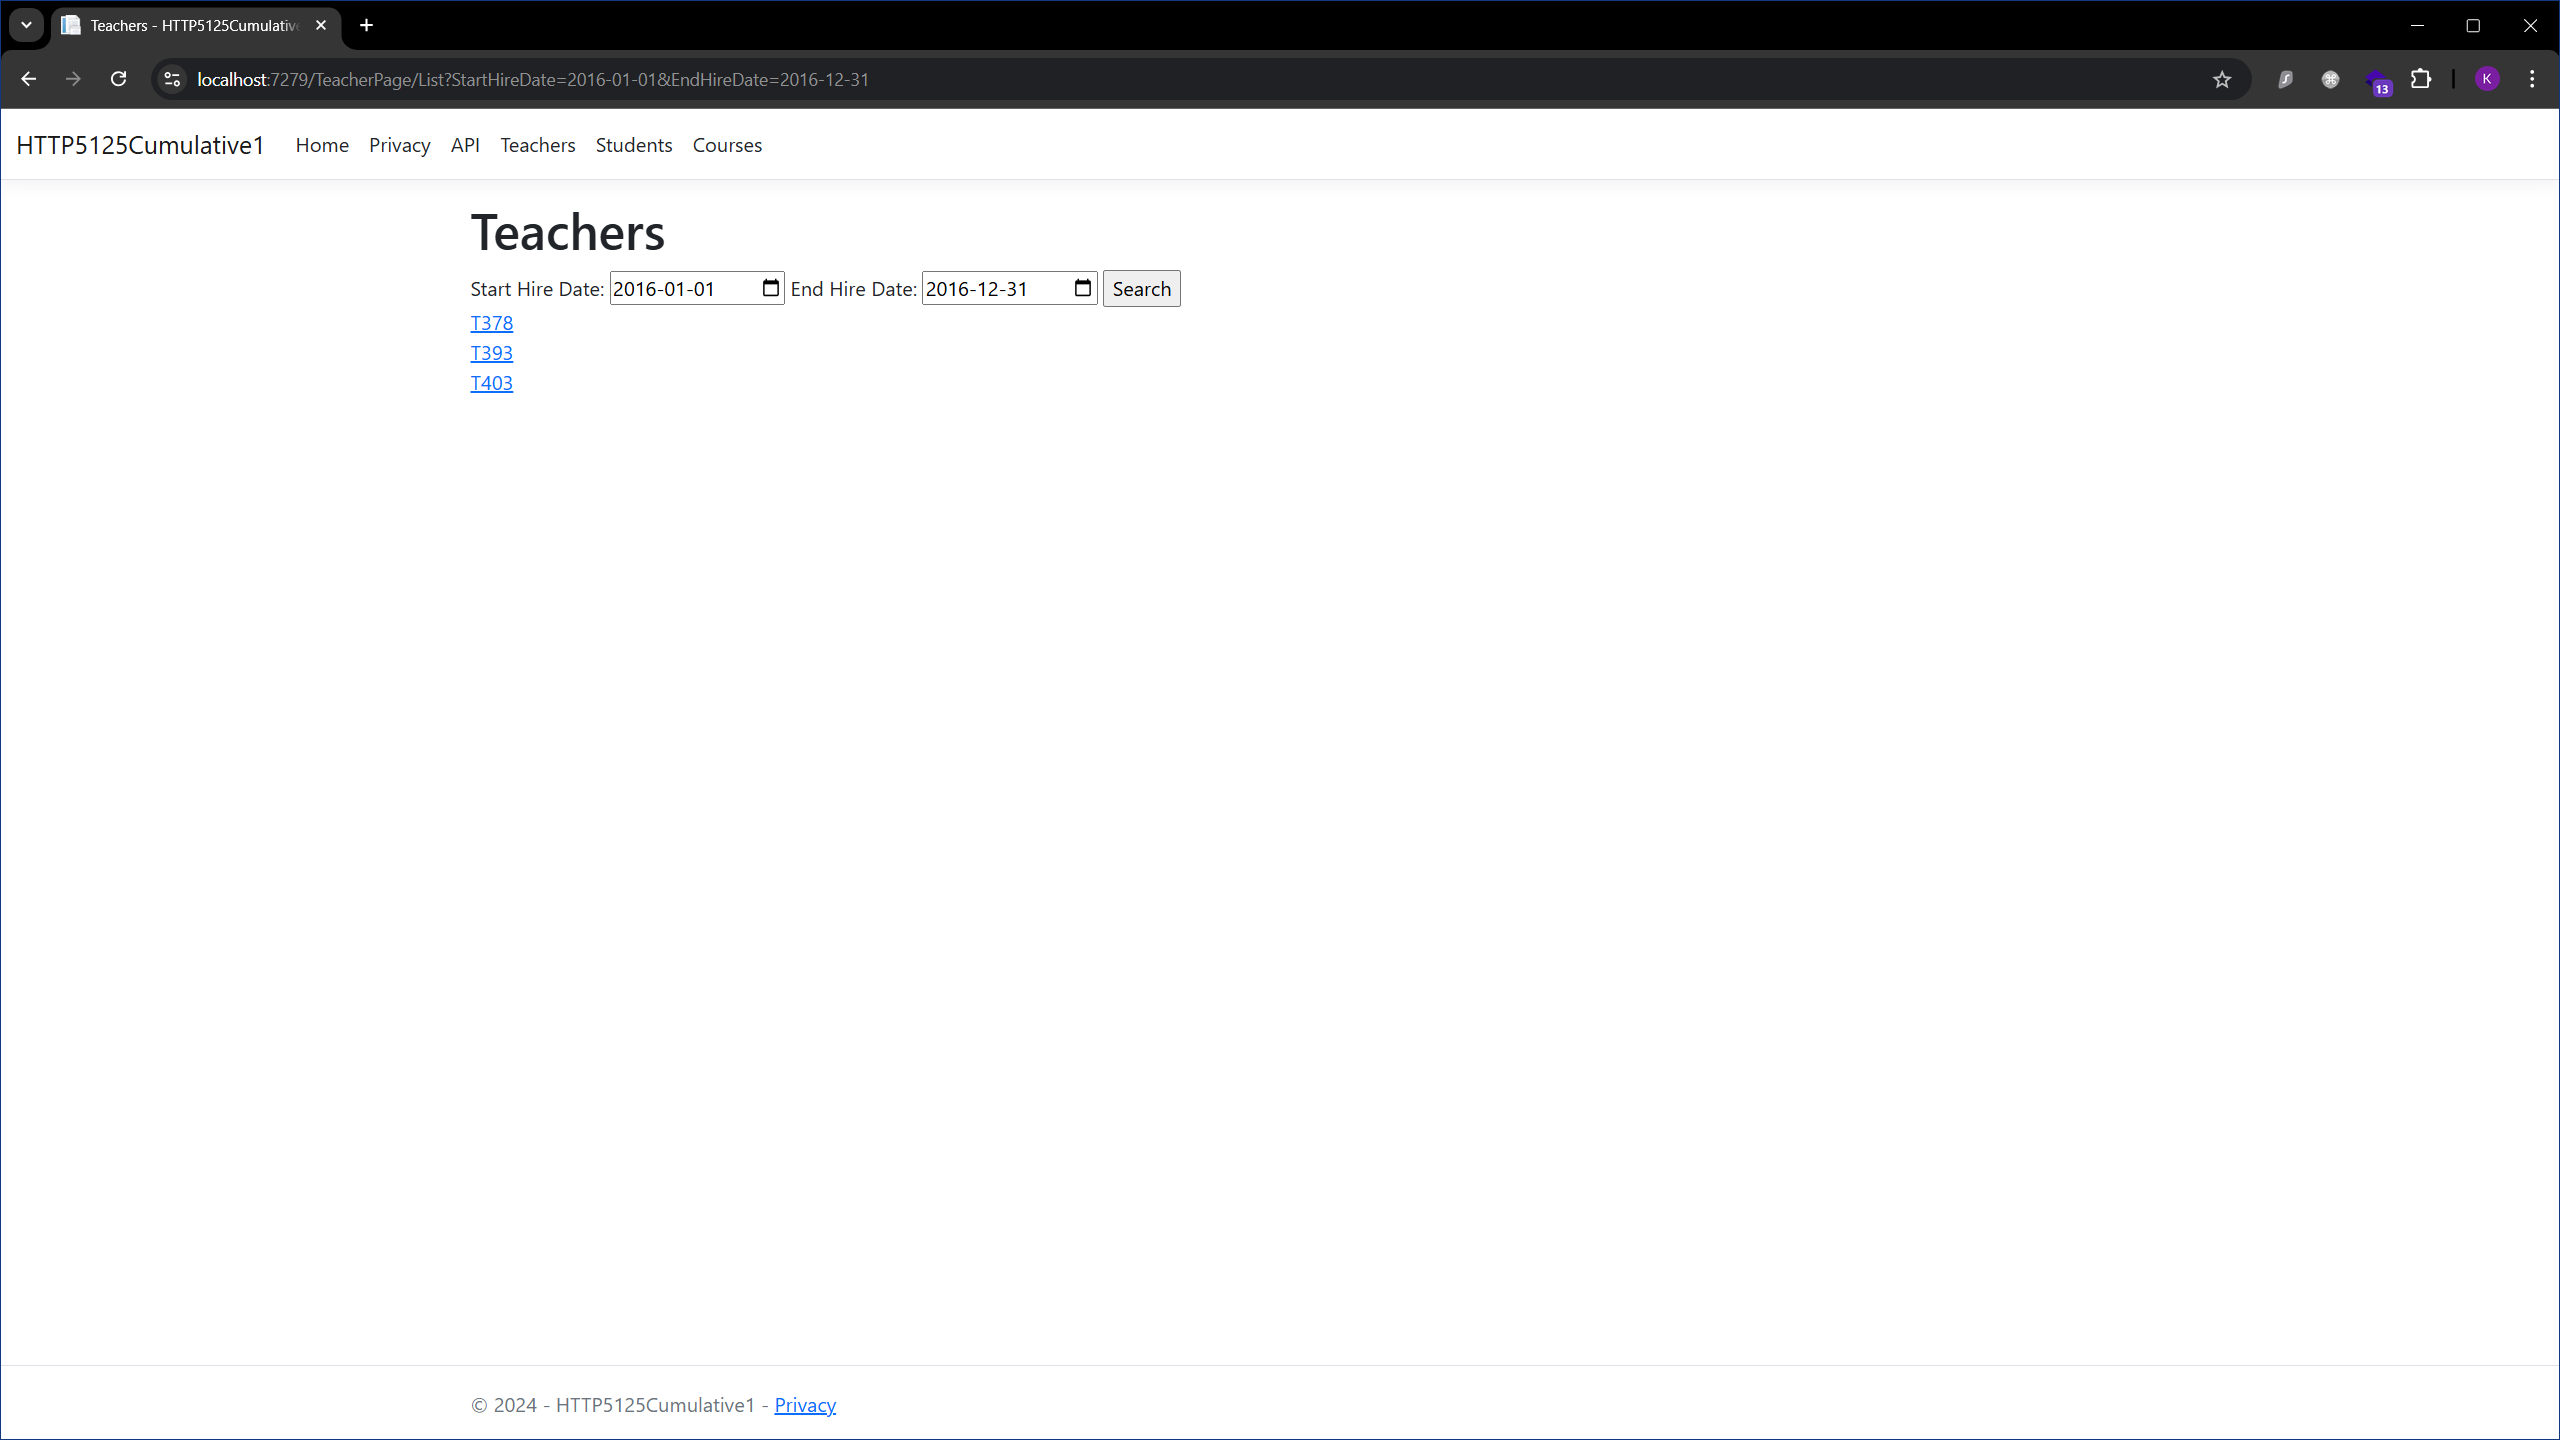 Teachers - HTTP5125Cumulativ
localhost:7279/TeacherPage/List?StartHireDate=2016-01-01&EndHireDate=2016-12-31
13
K
HTTP5125Cumulative1 Home Privacy API Teachers Students Courses
Teachers
Start Hire Date: 2016-01-01 End Hire Date: 2016-12-31 Search
T378
T393
T403
© 2024 - HTTP5125Cumulative1 - Privacy